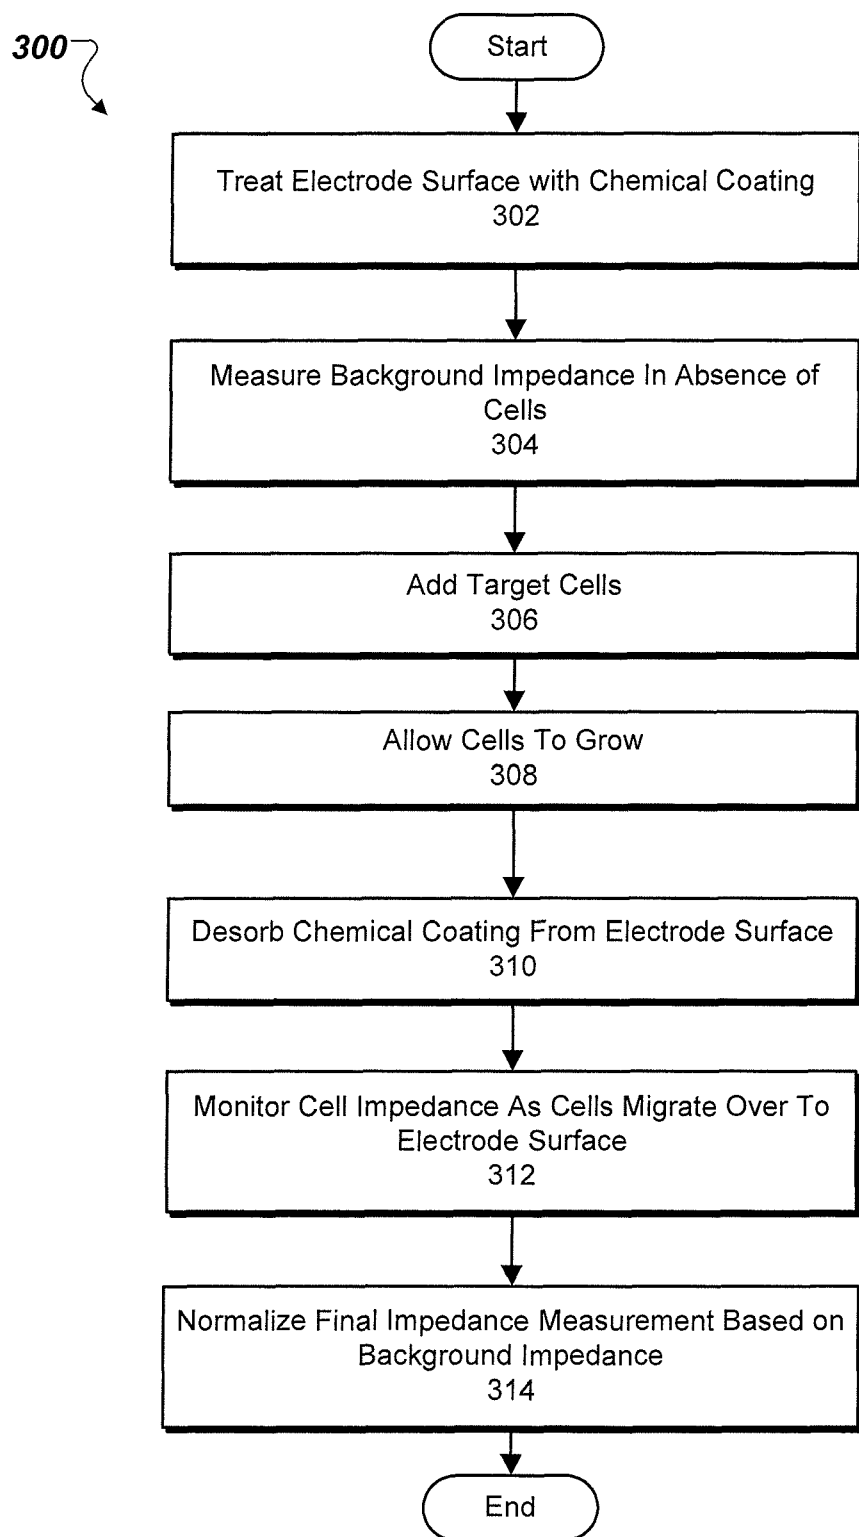 300
Start
Treat Electrode Surface with Chemical Coating
302
Measure Background Impedance In Absence of
Cells
304
Add Target Cells
306
Allow Cells To Grow
308
Desorb Chemical Coating From Electrode Surface
310
Monitor Cell Impedance As Cells Migrate Over To
Electrode Surface
312
Normalize Final Impedance Measurement Based on
Background Impedance
314
End